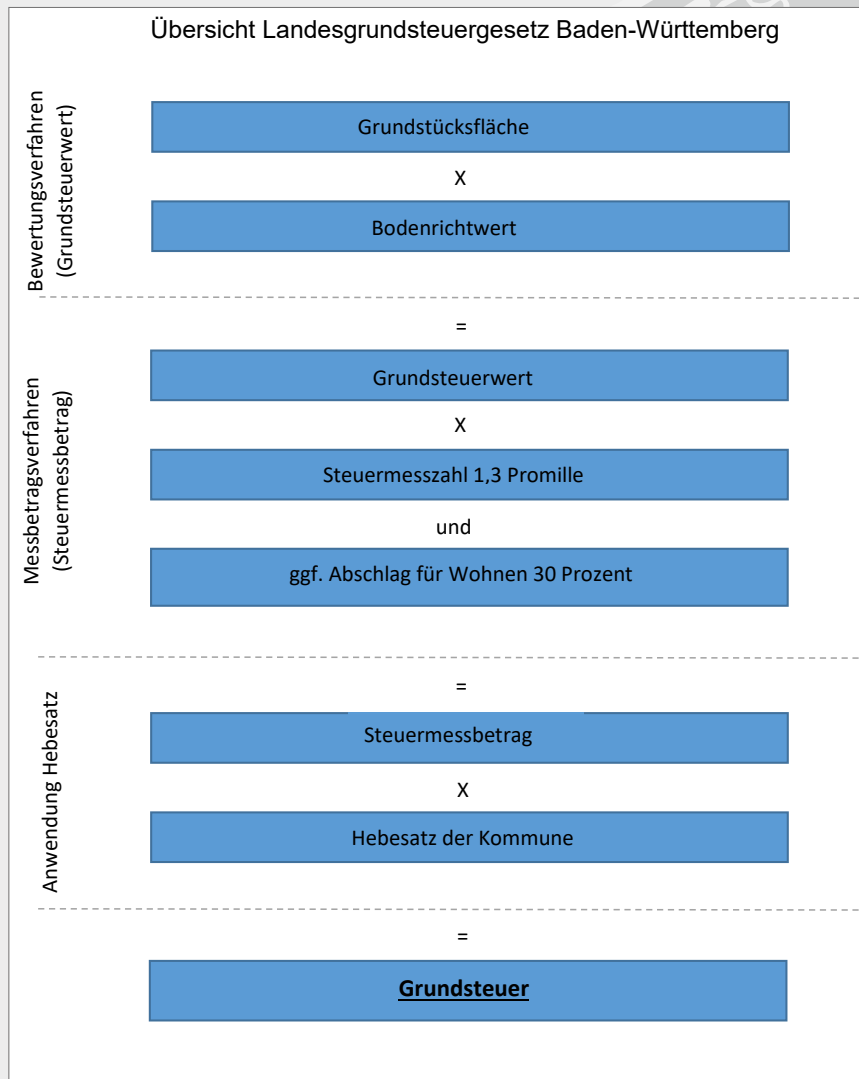 Übersicht Landesgrundsteuergesetz Baden-Württemberg
Bewertungsverfahren
(Grundsteuerwert)
Grundstücksfläche
X
Bodenrichtwert
=
Messbetragsverfahren
(Steuermessbetrag)
Grundsteuerwert
X
Steuermesszahl 1,3 Promille
und
ggf. Abschlag für Wohnen 30 Prozent
=
Anwendung Hebesatz
Steuermessbetrag
X
Hebesatz der Kommune
=
Grundsteuer